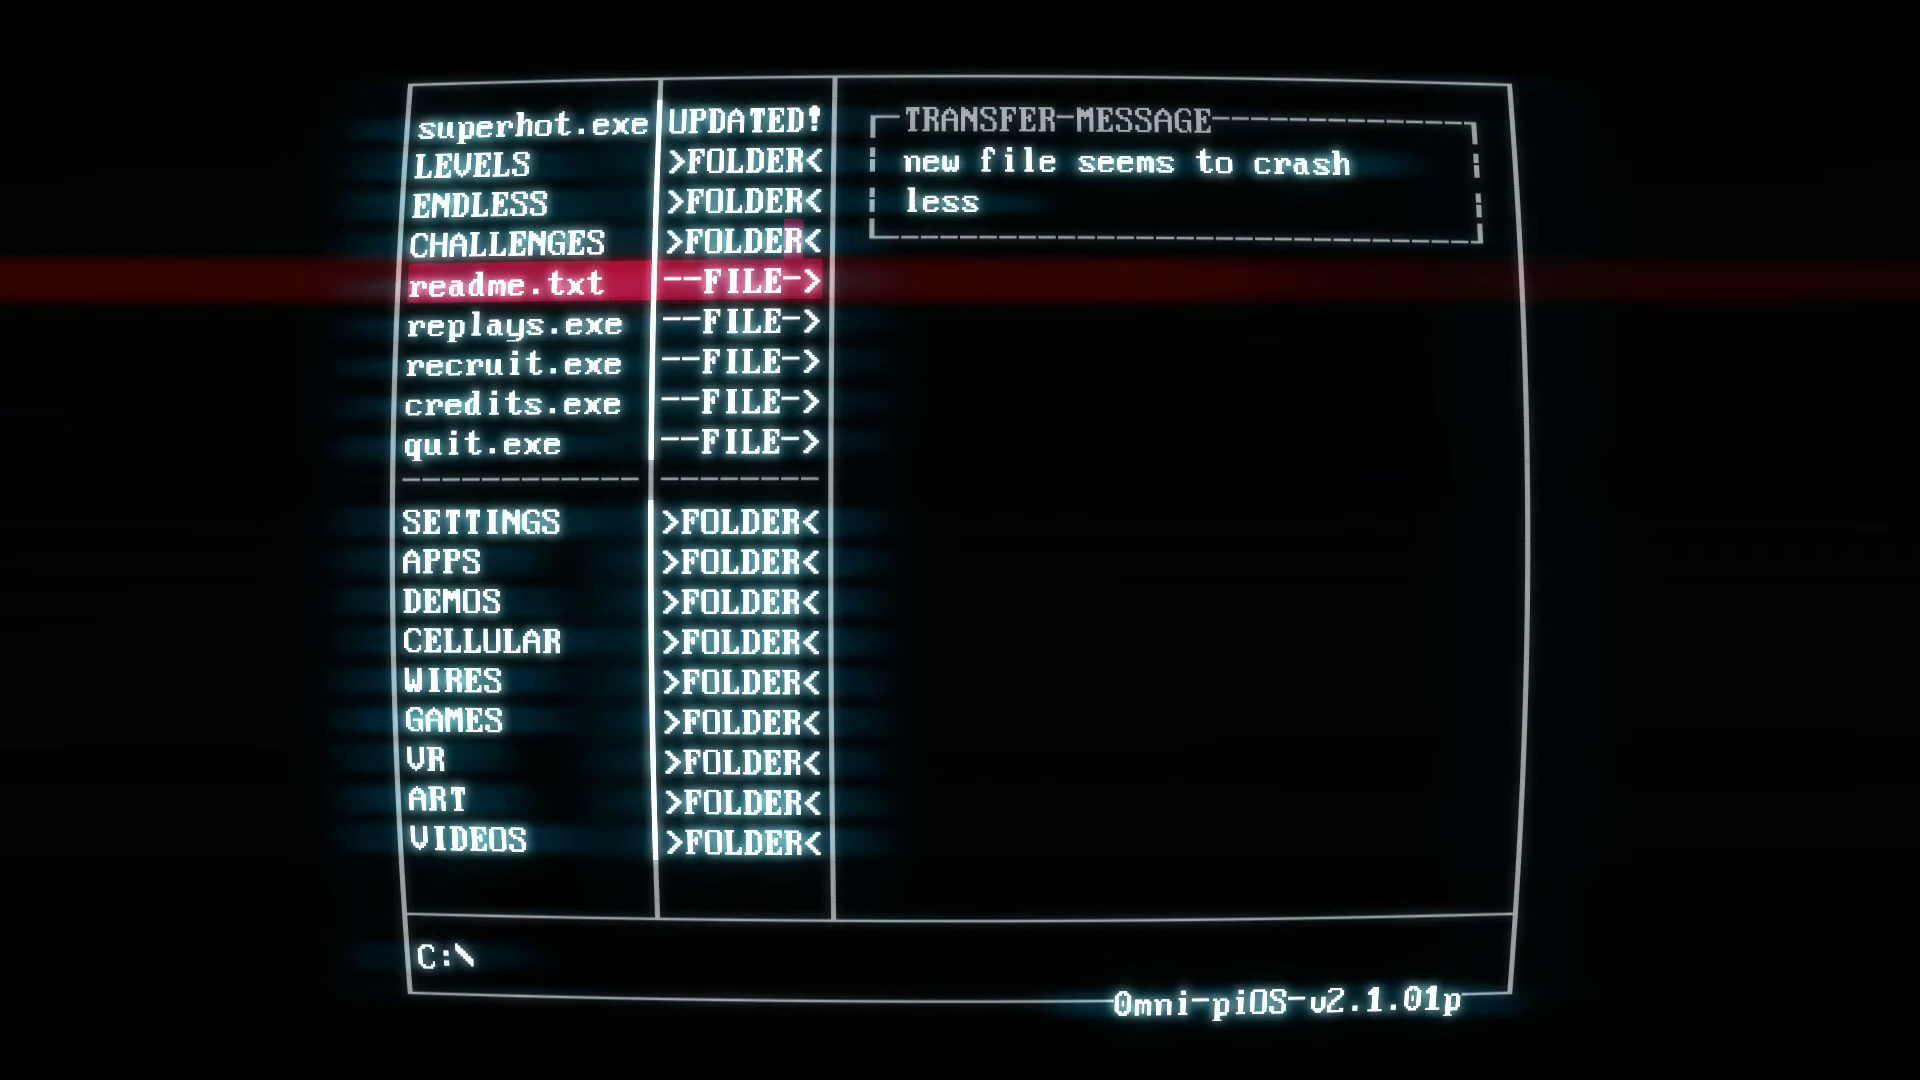 superhot.exe UPDATED!
LEVELS >FOLDER<
ENDLESS >FOLDER<
CHALLENGES >FOLDER<
readme.txt --FILE->
replays.exe --FILE->
recruit.exe --FILE->
credits.exe --FILE->
quit.exe --FILE->
SETTINGS >FOLDER<
APPS >FOLDER<
DEMOS >FOLDER<
CELLULAR >FOLDER<
WIRES >FOLDER<
GAMES >FOLDER<
VR >FOLDER<
ART >FOLDER<
VIDEOS >FOLDER<
TRANSFER-MESSAGE
new file seems to crash
less
C:\
0mni-piOS-v2.1.01p